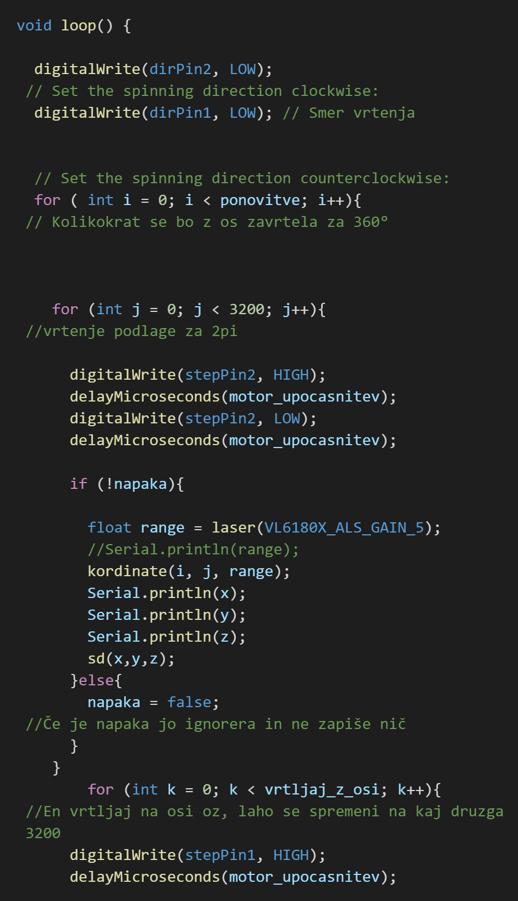 void loop() {
digitalWrite(dirPin2, LOW);
// Set the spinning direction clockwise:
digitalWrite(dirPin1, LOW); // Smer vrtenja
// Set the spinning direction counterclockwise:
for ( int i = 0; i < ponovitve; i++){
// Kolikokrat se bo z os zavrtela za 360°
for (int j = 0; j < 3200; j++){
//vrtenje podlage za 2pi
digitalWrite(stepPin2, HIGH);
delayMicroseconds(motor_upocasnitev);
digitalWrite(stepPin2, LOW);
delayMicroseconds(motor_upocasnitev);
if (!napaka){
float range = laser(VL6180X_ALS_GAIN_5);
//Serial.println(range);
kordinate(i, j, range);
Serial.println(x);
Serial.println(y);
Serial.println(z);
sd(x,y,z);
}else{
napaka = false;
//Če je napaka jo ignorera in ne zapiše nič
}
}
for (int k = 0; k < vrtljaj_z_osi; k++){
//En vrtljaj na osi oz, laho se spremeni na kaj druzga
3200
digitalWrite(stepPin1, HIGH);
delayMicroseconds(motor_upocasnitev);